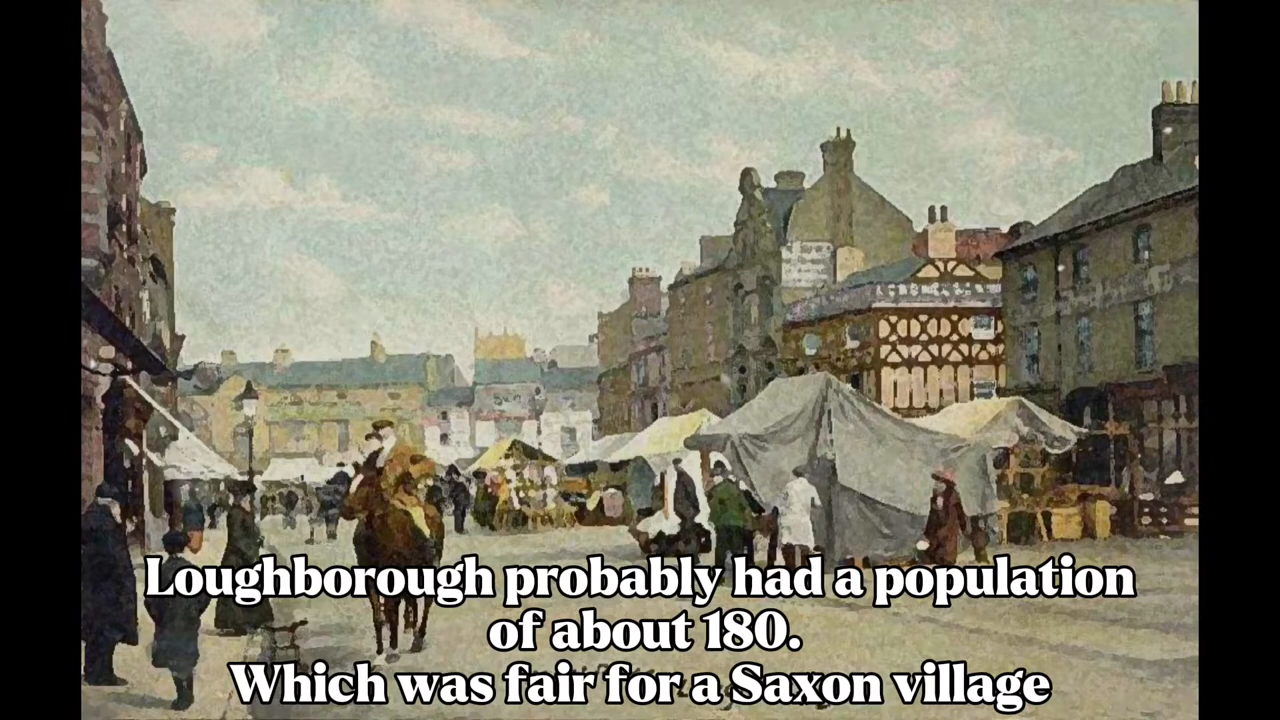 Loughborough probably had a population
of about 180.
Which was fair for a Saxon village